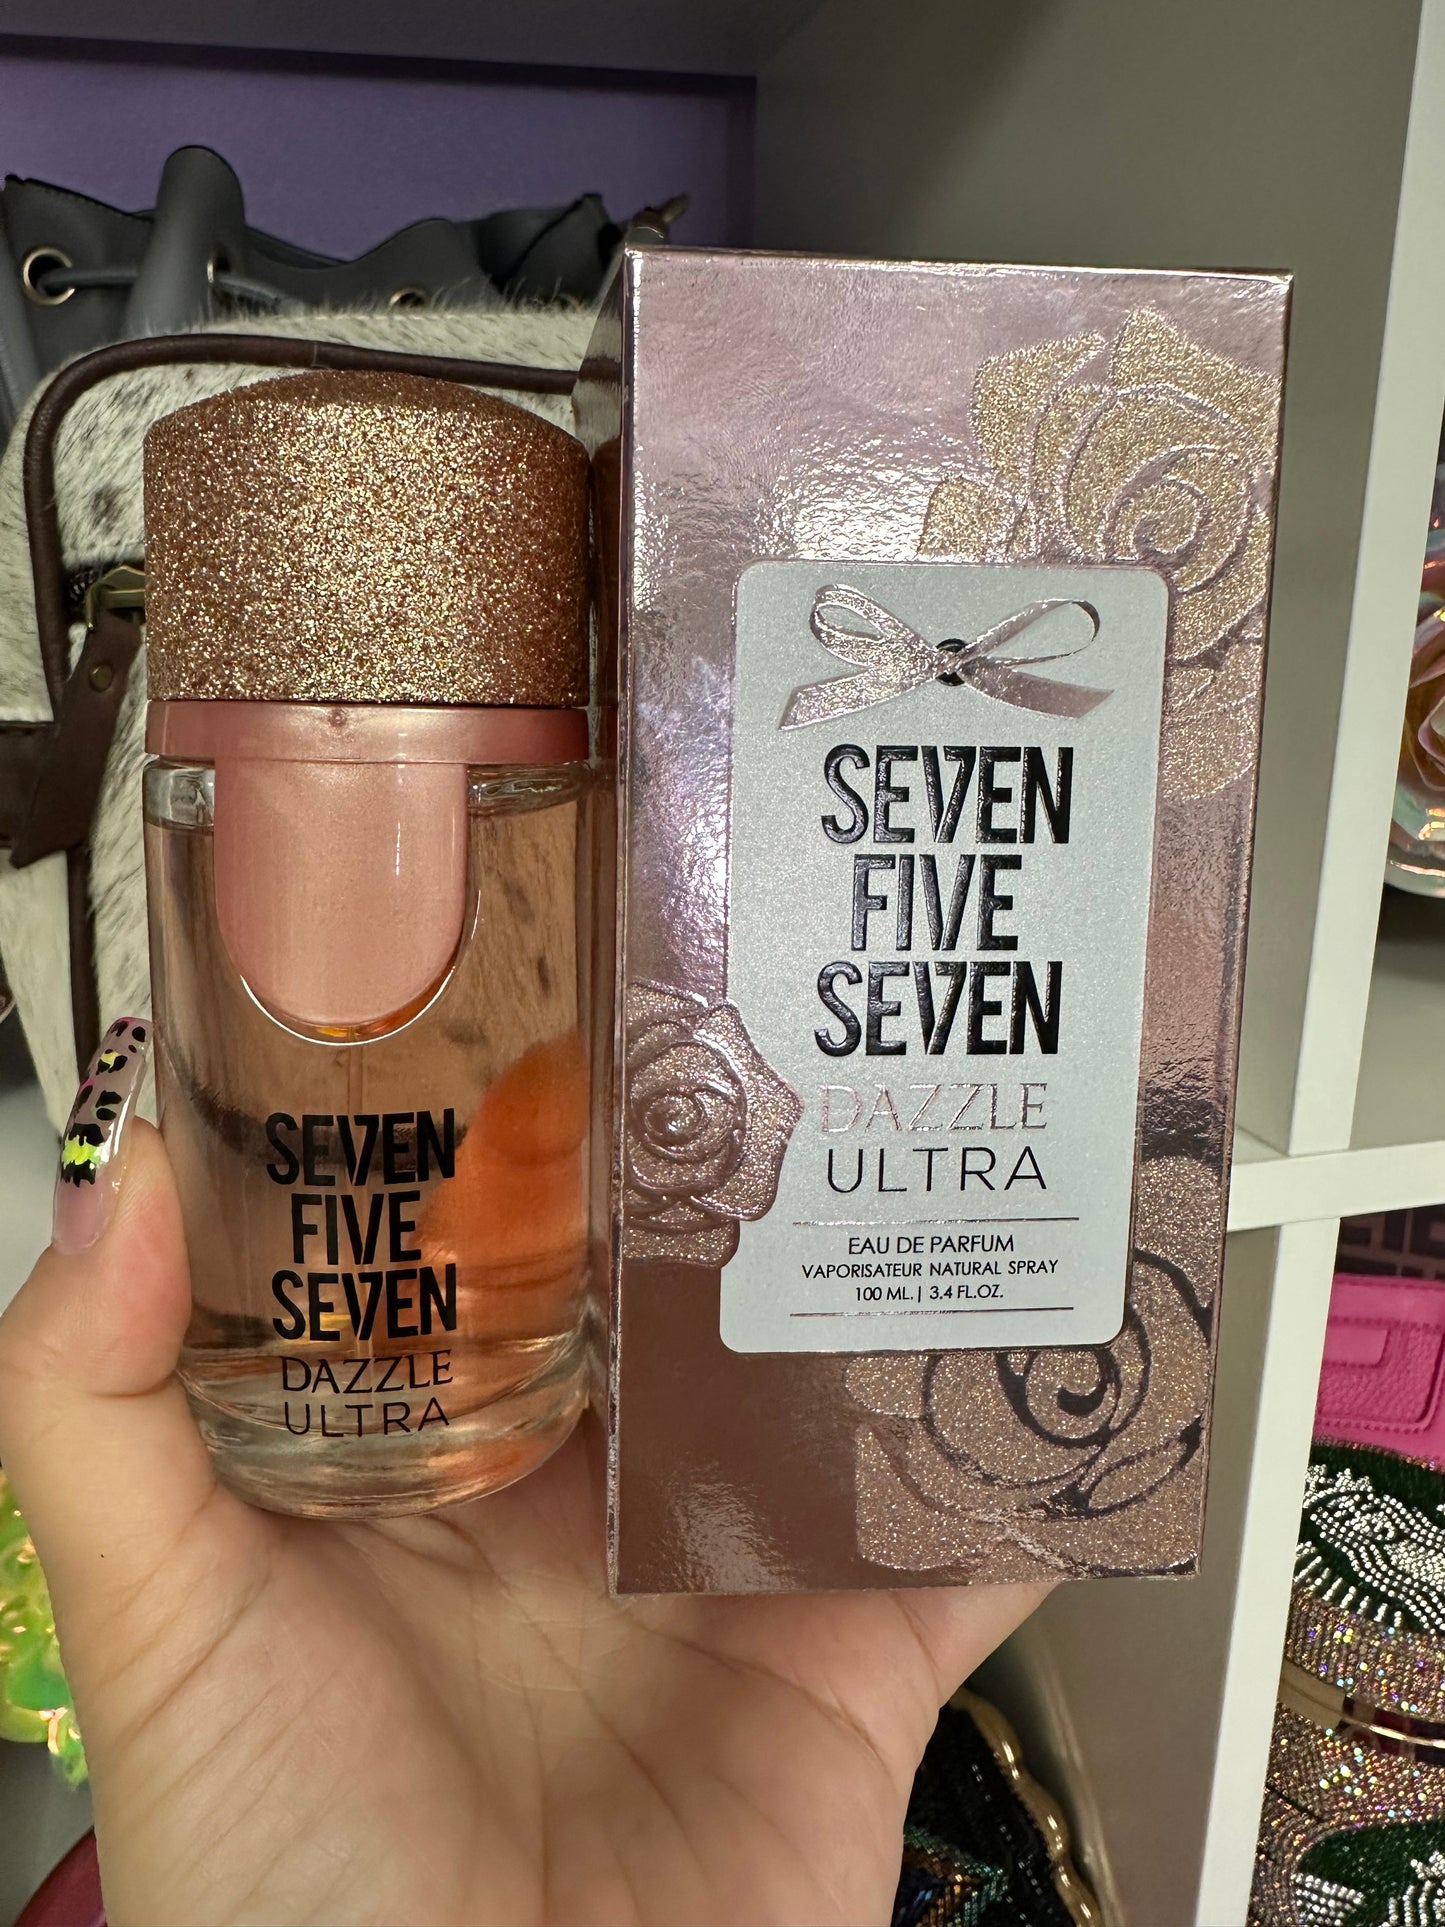 SEVEN
FIVE
SEVEN
DAZZLE
ULTRA
SEVEN
FIVE
SEVEN
DAZZLE
ULTRA
EAU DE PARFUM
VAPORISATEUR NATURAL SPRAY
100 ML. | 3.4 FL.OZ.